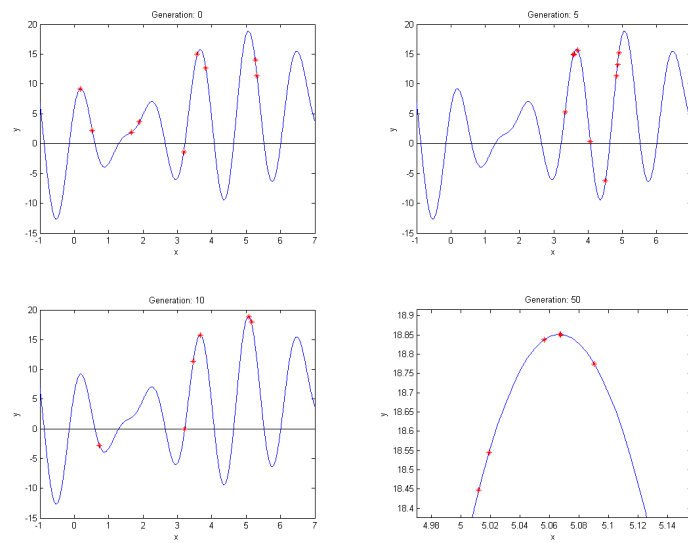 Generation: 0
20
15
10
5
0
-5
-10
-15
y
-1 0 1 2 3 4 5 6 7
x
Generation: 5
20
15
10
5
0
-5
-10
-15
y
-1 0 1 2 3 4 5 6
x
Generation: 10
20
15
10
5
0
-5
-10
-15
y
-1 0 1 2 3 4 5 6 7
x
Generation: 50
18.9
18.85
18.8
18.75
18.7
18.65
18.6
18.55
18.5
18.45
18.4
y
4.98 5 5.02 5.04 5.06 5.08 5.1 5.12 5.14
x